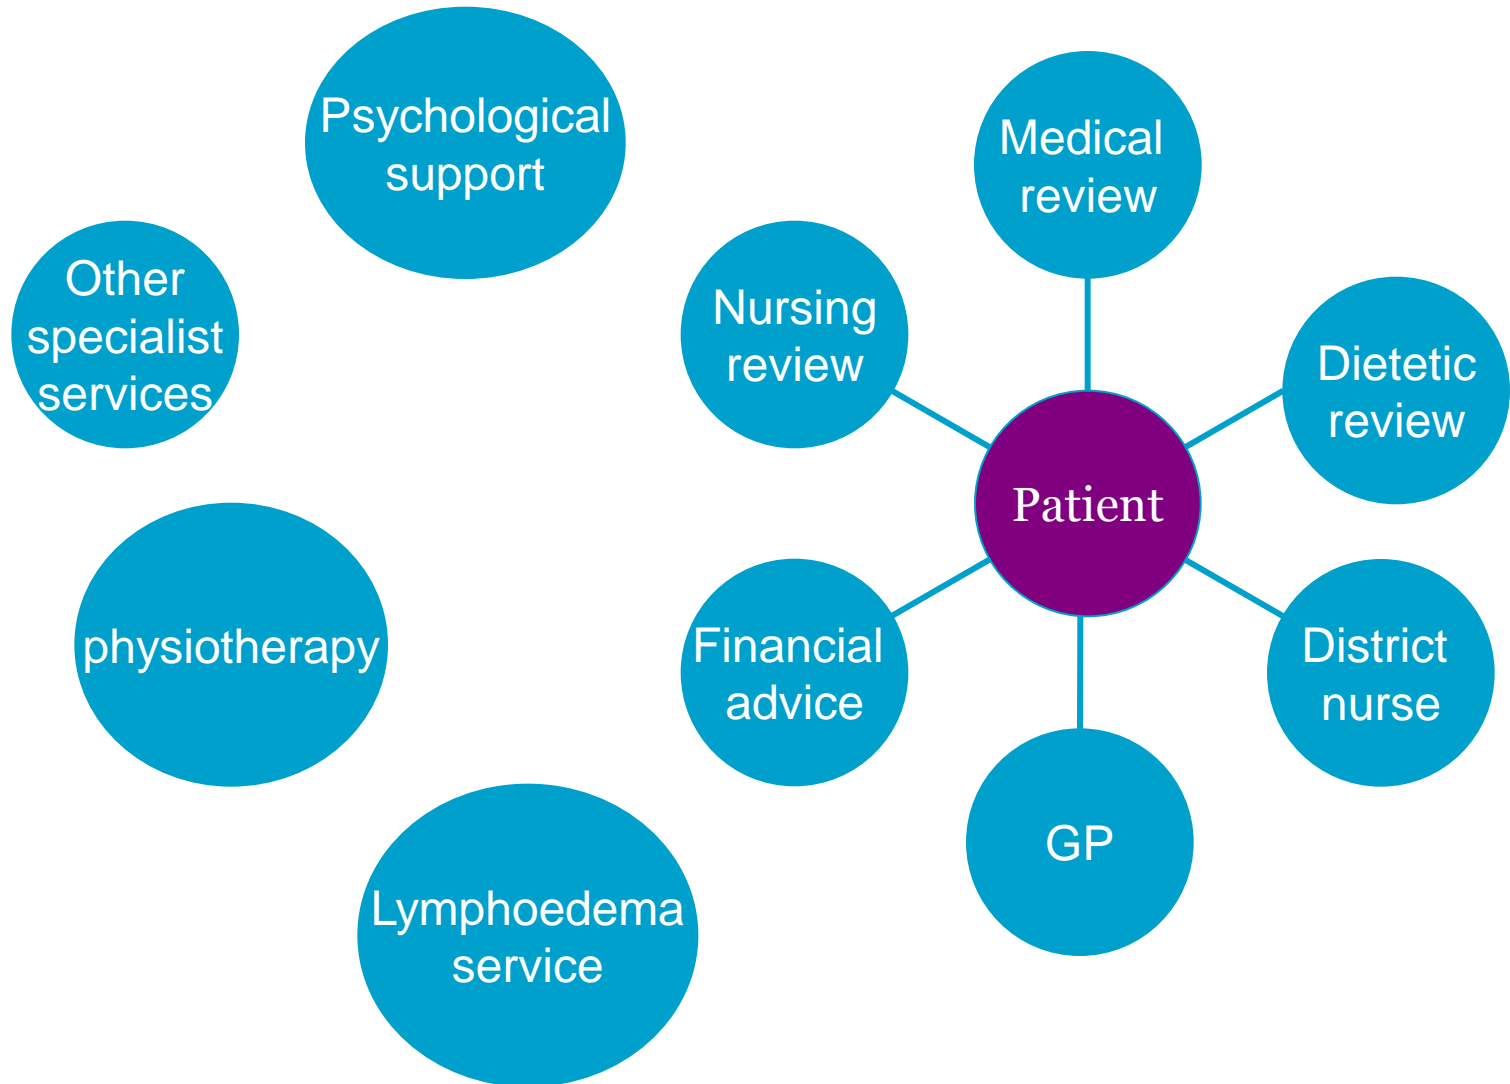 Psychological
support
Other
specialist
services
physiotherapy
Lymphoedema
service
Medical
review
Nursing
review
Dietetic
review
Patient
Financial
advice
District
nurse
GP